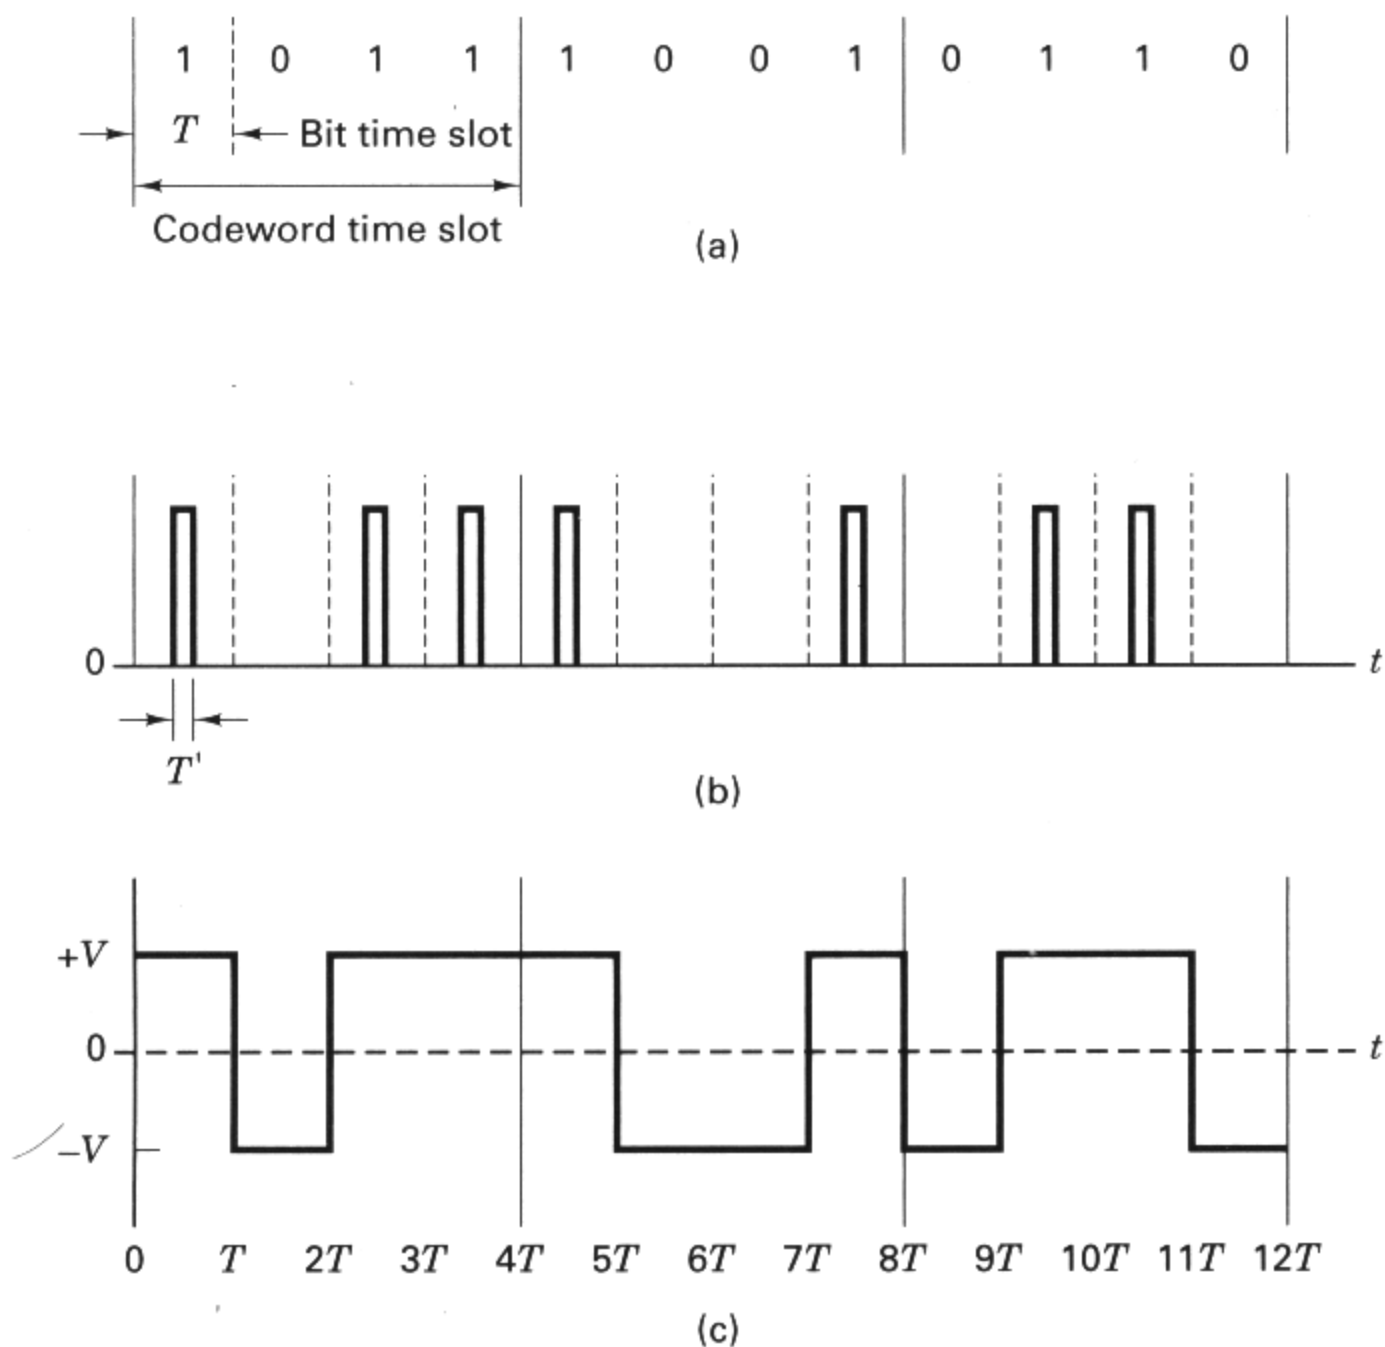 1 0 1 1 1 0 0 1 0 1 1 0
T Bit time slot
Codeword time slot
(a)
0 t
T'
(b)
+V
0 t
−V
0 T 2T 3T 4T 5T 6T 7T 8T 9T 10T 11T 12T
(c)